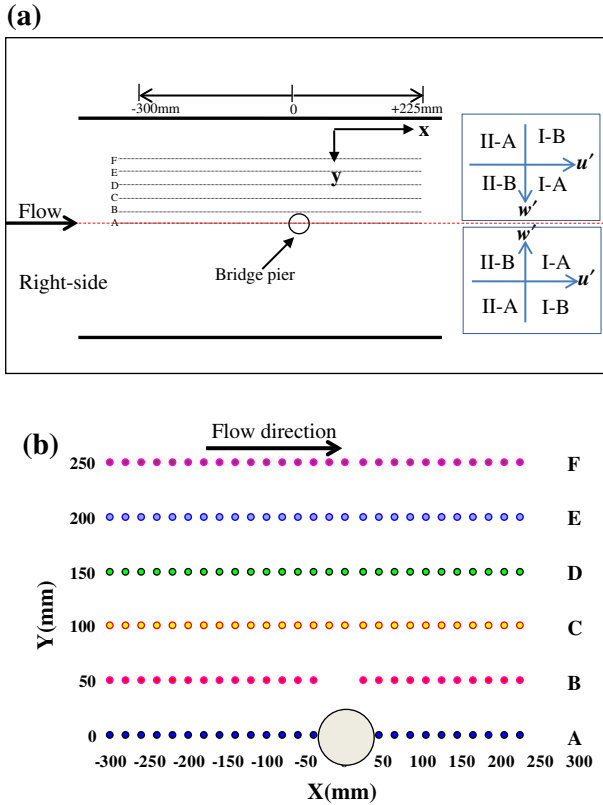 (a)
-300mm 0 +225mm
x
y
F
E
D
C
B
A
Flow
Right-side
Bridge pier
II-A I-B
u′
II-B I-A
w′
w′
II-B I-A
u′
II-A I-B
(b)
Flow direction
250 F
200 E
150 D
100 C
50 B
0 A
Y(mm)
-300 -250 -200 -150 -100 -50 50 100 150 200 250 300
X(mm)